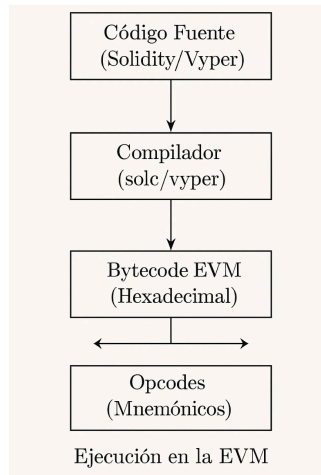 Código Fuente
(Solidity/Vyper)
Compilador
(solc/vyper)
Bytecode EVM
(Hexadecimal)
Opcodes
(Mnemónicos)
Ejecución en la EVM